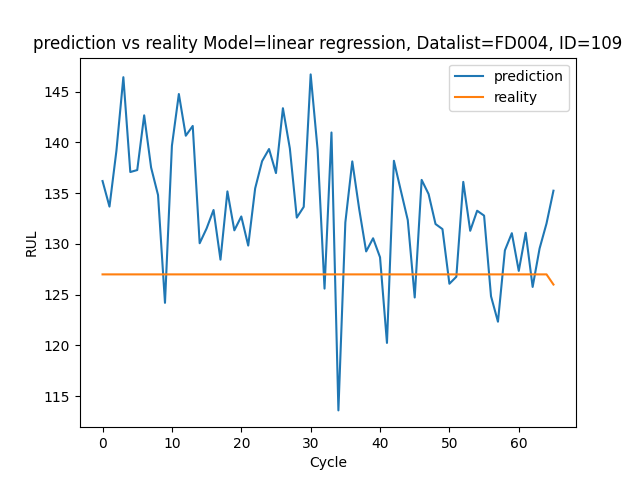 prediction vs reality Model=linear regression, Datalist=FD004, ID=109
prediction
reality
145
140
135
130
125
120
115
RUL
0 10 20 30 40 50 60
Cycle